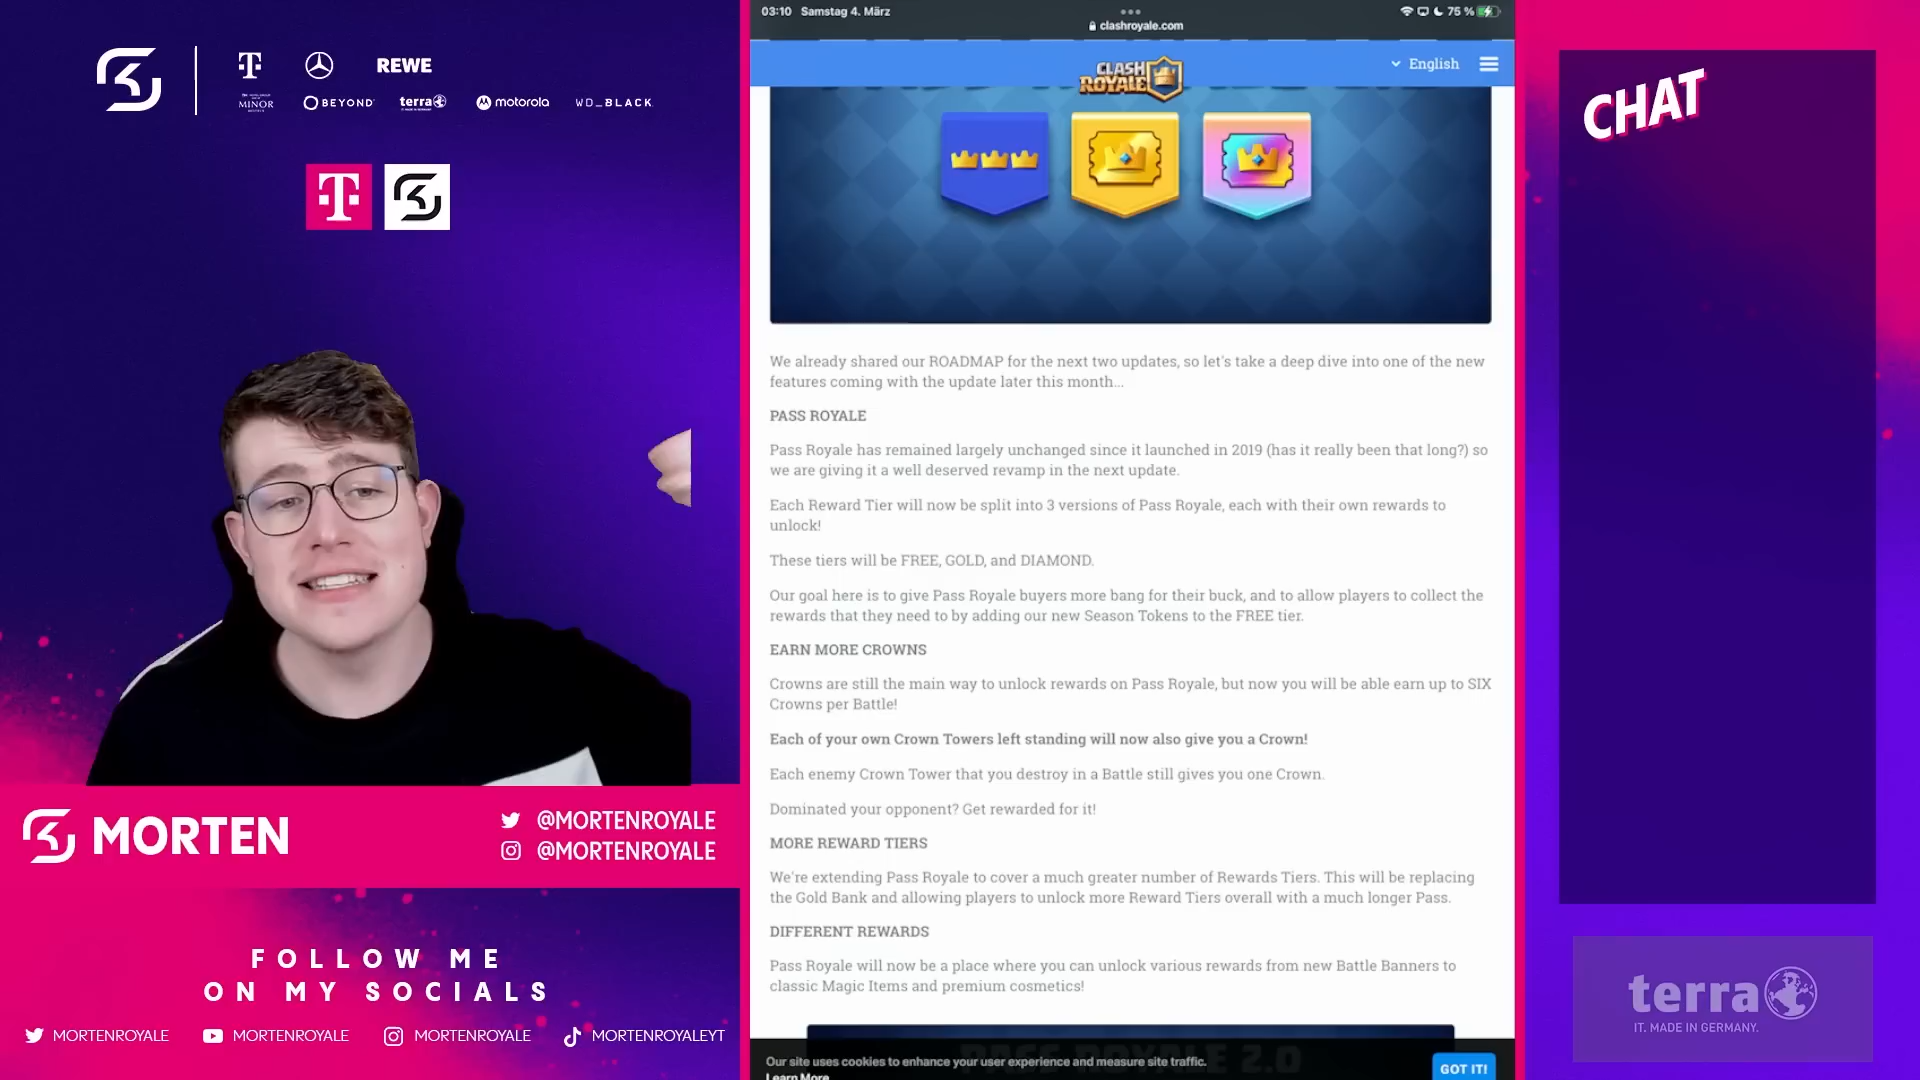 T
REWE
MINOR
BEYOND
terra
motorola
WD_BLACK
T
MORTEN
@MORTENROYALE
@MORTENROYALE
FOLLOW ME
ON MY SOCIALS
MORTENROYALE
MORTENROYALE
MORTENROYALE
MORTENROYALEYT
03:10 Samstag 4. März
75 %
clashroyale.com
CLASH
ROYALE
English
We already shared our ROADMAP for the next two updates, so let's take a deep dive into one of the new
features coming with the update later this month...
PASS ROYALE
Pass Royale has remained largely unchanged since it launched in 2019 (has it really been that long?) so
we are giving it a well deserved revamp in the next update.
Each Reward Tier will now be split into 3 versions of Pass Royale, each with their own rewards to
unlock!
These tiers will be FREE, GOLD, and DIAMOND.
Our goal here is to give Pass Royale buyers more bang for their buck, and to allow players to collect the
rewards that they need to by adding our new Season Tokens to the FREE tier.
EARN MORE CROWNS
Crowns are still the main way to unlock rewards on Pass Royale, but now you will be able earn up to SIX
Crowns per Battle!
Each of your own Crown Towers left standing will now also give you a Crown!
Each enemy Crown Tower that you destroy in a Battle still gives you one Crown.
Dominated your opponent? Get rewarded for it!
MORE REWARD TIERS
We're extending Pass Royale to cover a much greater number of Rewards Tiers. This will be replacing
the Gold Bank and allowing players to unlock more Reward Tiers overall with a much longer Pass.
DIFFERENT REWARDS
Pass Royale will now be a place where you can unlock various rewards from new Battle Banners to
classic Magic Items and premium cosmetics!
PASS ROYALE 2.0
Our site uses cookies to enhance your user experience and measure site traffic.
Learn More
GOT IT!
CHAT
terra
IT. MADE IN GERMANY.